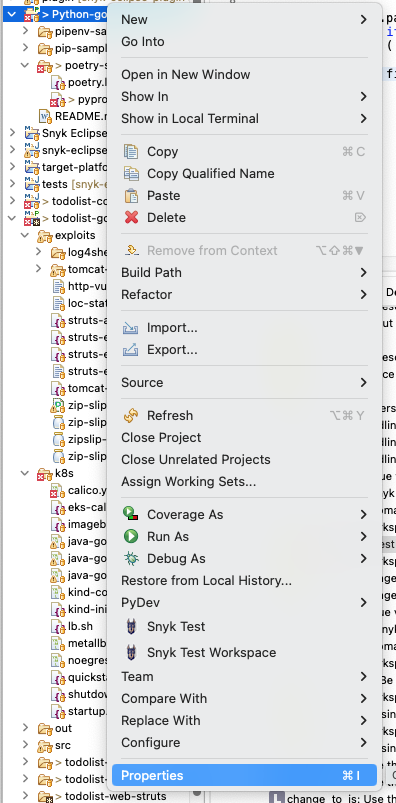 > Python-go
New
Go Into
pipenv-sa
pip-sampl
> poetry-s
poetry.l
> pypro
README.m
Open in New Window
Show In
Show in Local Terminal
Snyk Eclipse
snyk-eclipse
target-platfo
tests [snyk-e
> todolist-co
> todolist-go
exploits
log4she
tomcat-
http-vu
loc-stat
struts-a
struts-e
struts-e
struts-e
tomcat-
zip-slip
zip-slip
zipslip-
zip-slip
k8s
calico.y
eks-cal
imageb
java-go
java-go
java-go
kind-co
kind-ini
lb.sh
metallb
noegres
quicksta
shutdow
startup.
out
src
> todolist-
> todolist-
todolist-web-struts
Copy ⌘C
Copy Qualified Name
Paste ⌘V
Delete ⌦
Remove from Context ⌥⇧⌘▼
Build Path
Refactor
Import...
Export...
Source
Refresh ⌥⌘Y
Close Project
Close Unrelated Projects
Assign Working Sets...
Coverage As
Run As
Debug As
Restore from Local History...
PyDev
Snyk Test
Snyk Test Workspace
Team
Compare With
Replace With
Configure
Properties ⌘I
change_to_is: Use the